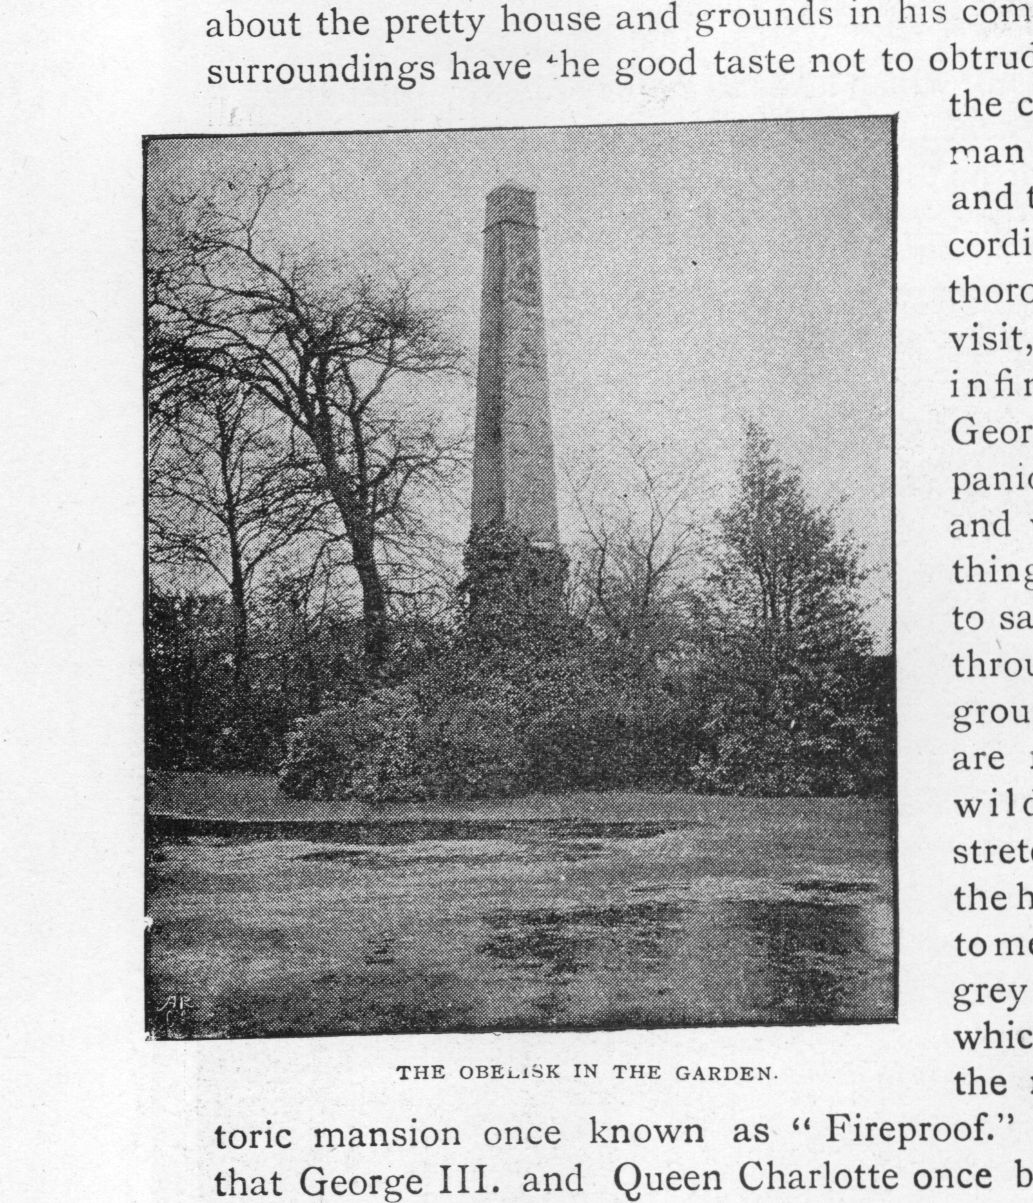 about the pretty house and grounds in his com
surroundings have the good taste not to obtrud
the c
man
and t
cordi
thoro
visit,
infin
Geor
panic
and
thing
to sa
throu
grou
are
wild
stret
the h
to me
grey
whic
the
AR
THE OBELISK IN THE GARDEN.
toric mansion once known as “Fireproof.”
that George III. and Queen Charlotte once b